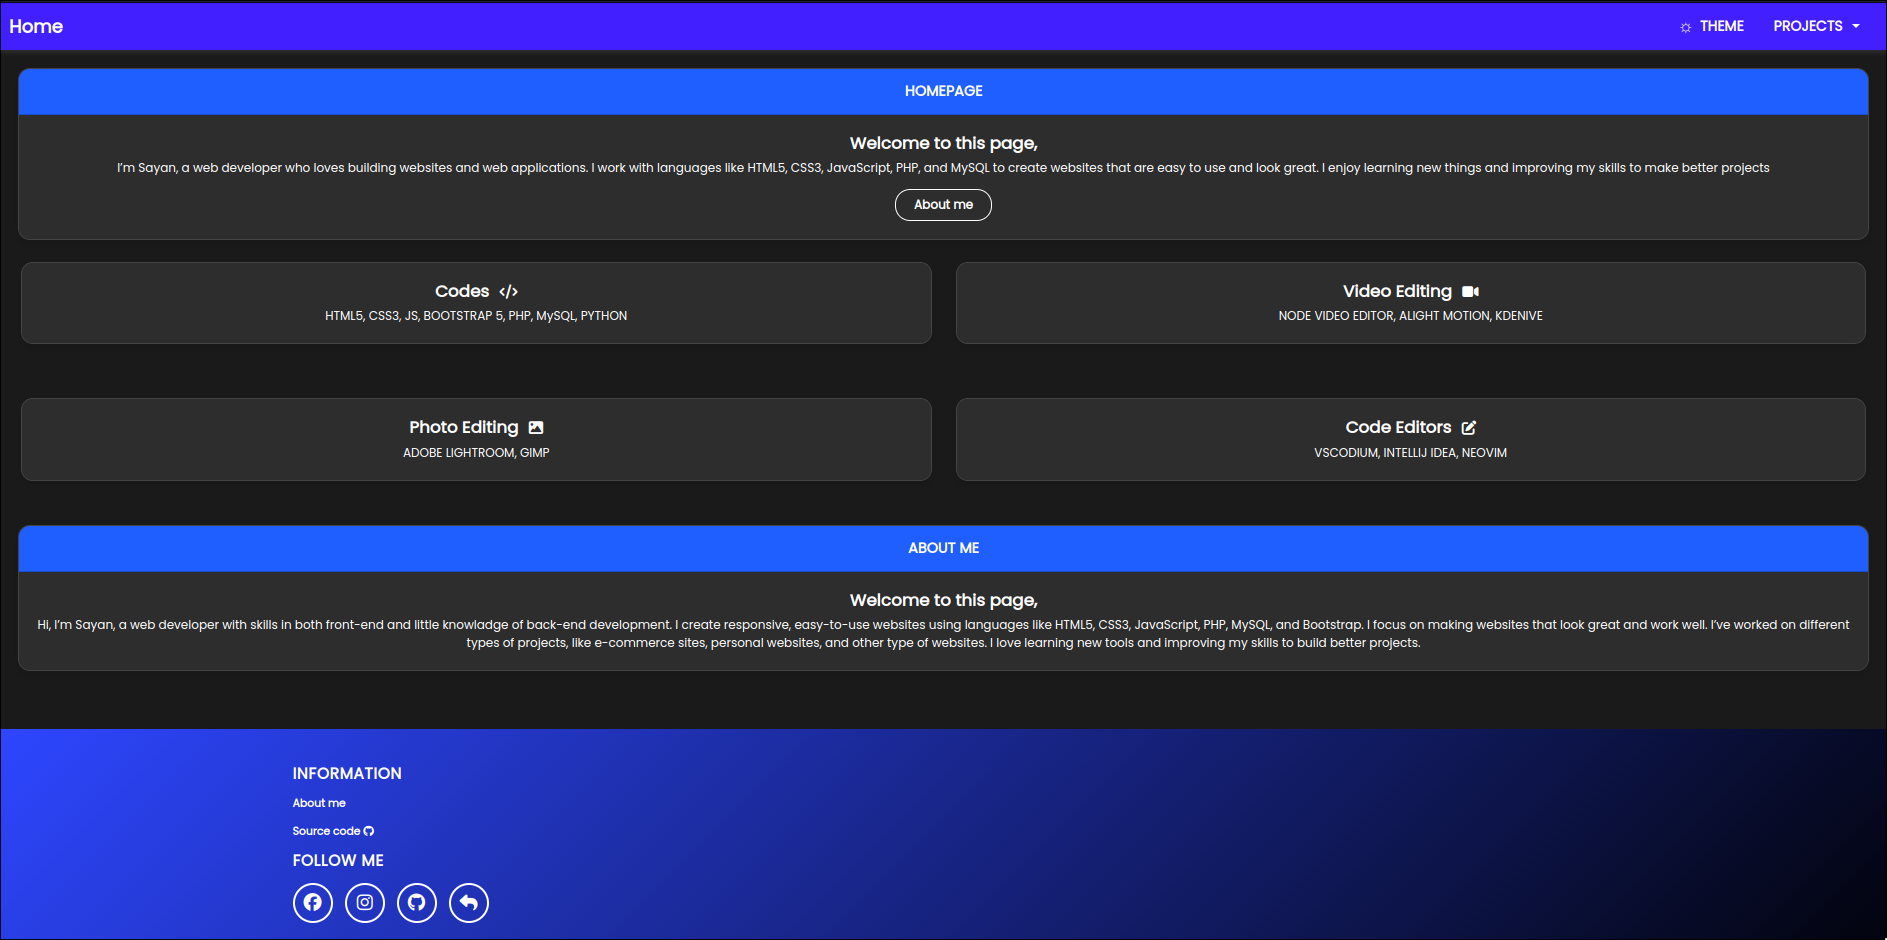 Home
THEME
PROJECTS
HOMEPAGE
Welcome to this page,
I'm Sayan, a web developer who loves building websites and web applications. I work with languages like HTML5, CSS3, JavaScript, PHP, and MySQL to create websites that are easy to use and look great. I enjoy learning new things and improving my skills to make better projects
About me
Codes </>
HTML5, CSS3, JS, BOOTSTRAP 5, PHP, MySQL, PYTHON
Video Editing
NODE VIDEO EDITOR, ALIGHT MOTION, KDENIVE
Photo Editing
ADOBE LIGHTROOM, GIMP
Code Editors
VSCODIUM, INTELLIJ IDEA, NEOVIM
ABOUT ME
Welcome to this page,
Hi, I'm Sayan, a web developer with skills in both front-end and little knowladge of back-end development. I create responsive, easy-to-use websites using languages like HTML5, CSS3, JavaScript, PHP, MySQL, and Bootstrap. I focus on making websites that look great and work well. I've worked on different
types of projects, like e-commerce sites, personal websites, and other type of websites. I love learning new tools and improving my skills to build better projects.
INFORMATION
About me
Source code
FOLLOW ME